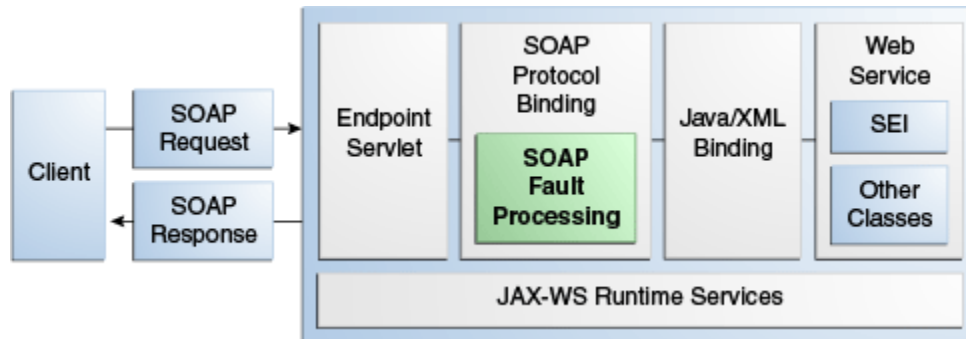 Client
SOAP
Request
SOAP
Response
Endpoint
Servlet
SOAP
Protocol
Binding
SOAP
Fault
Processing
Java/XML
Binding
Web
Service
SEI
Other
Classes
JAX-WS Runtime Services